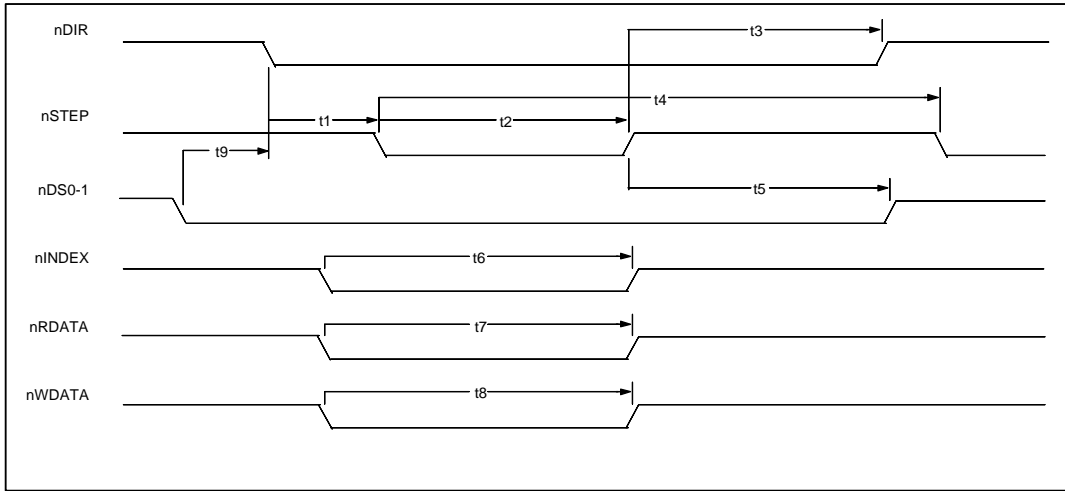 nDIR
t3
nSTEP
t4
t1
t2
t9
nDS0-1
t5
nINDEX
t6
nRDATA
t7
nWDATA
t8